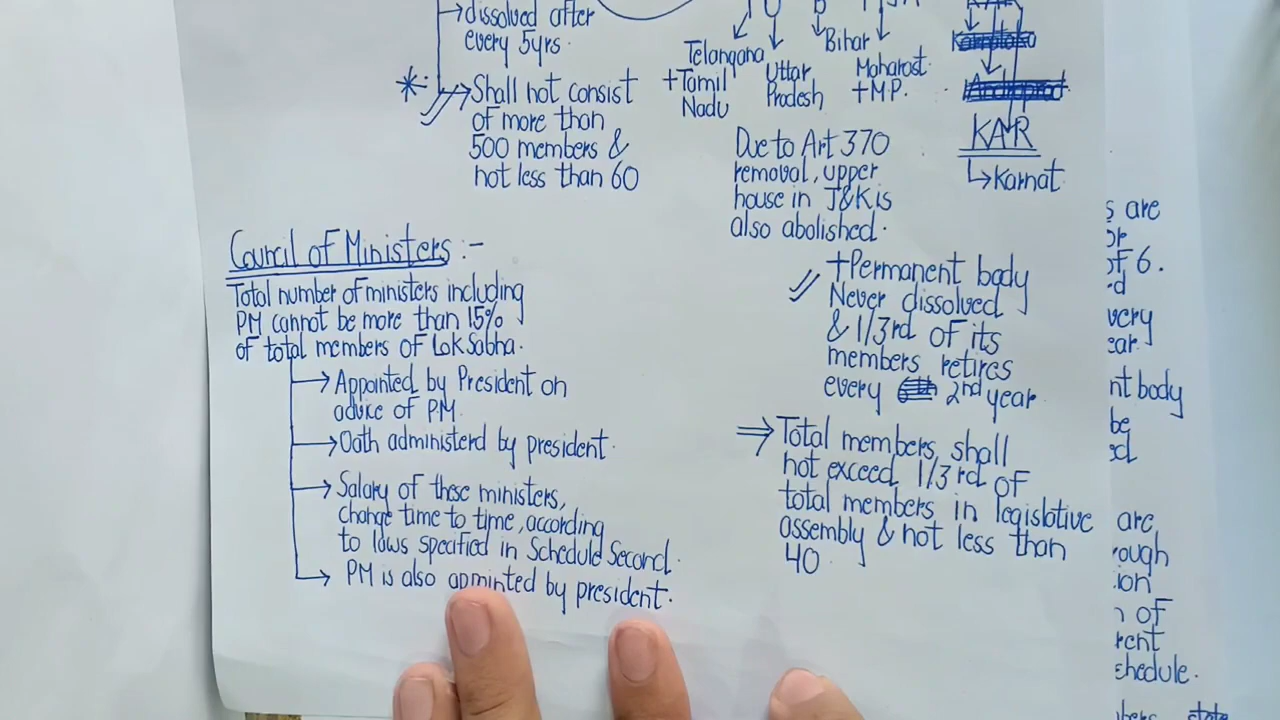 dissolved after
every 5yrs.
*:
Shall not consist
of more than
500 members &
not less than 60
Telangana
+Tamil
Nadu
Uttar
Pradesh
Bihar
Maharast.
+M.P.
KAR
Karnat
Due to Art 370
removal, upper
house in J&K is
also abolished.
Council of Ministers :-
Total number of ministers including
PM cannot be more than 15%
of total members of Lok Sabha.
Appointed by President on
advice of PM.
Oath administerd by president.
Salary of these ministers,
change time to time, according
to laws specified in Schedule Second.
PM is also appointed by president.
+Permanent body
Never dissolved
& 1/3rd of its
members retires
every 2nd year.
Total members, shall
not exceed 1/3rd of
total members in legislative
assembly & not less than
40.
s are
of 6.
very
ear.
nt body
be
are,
rough
ion
of
rent
schedule.